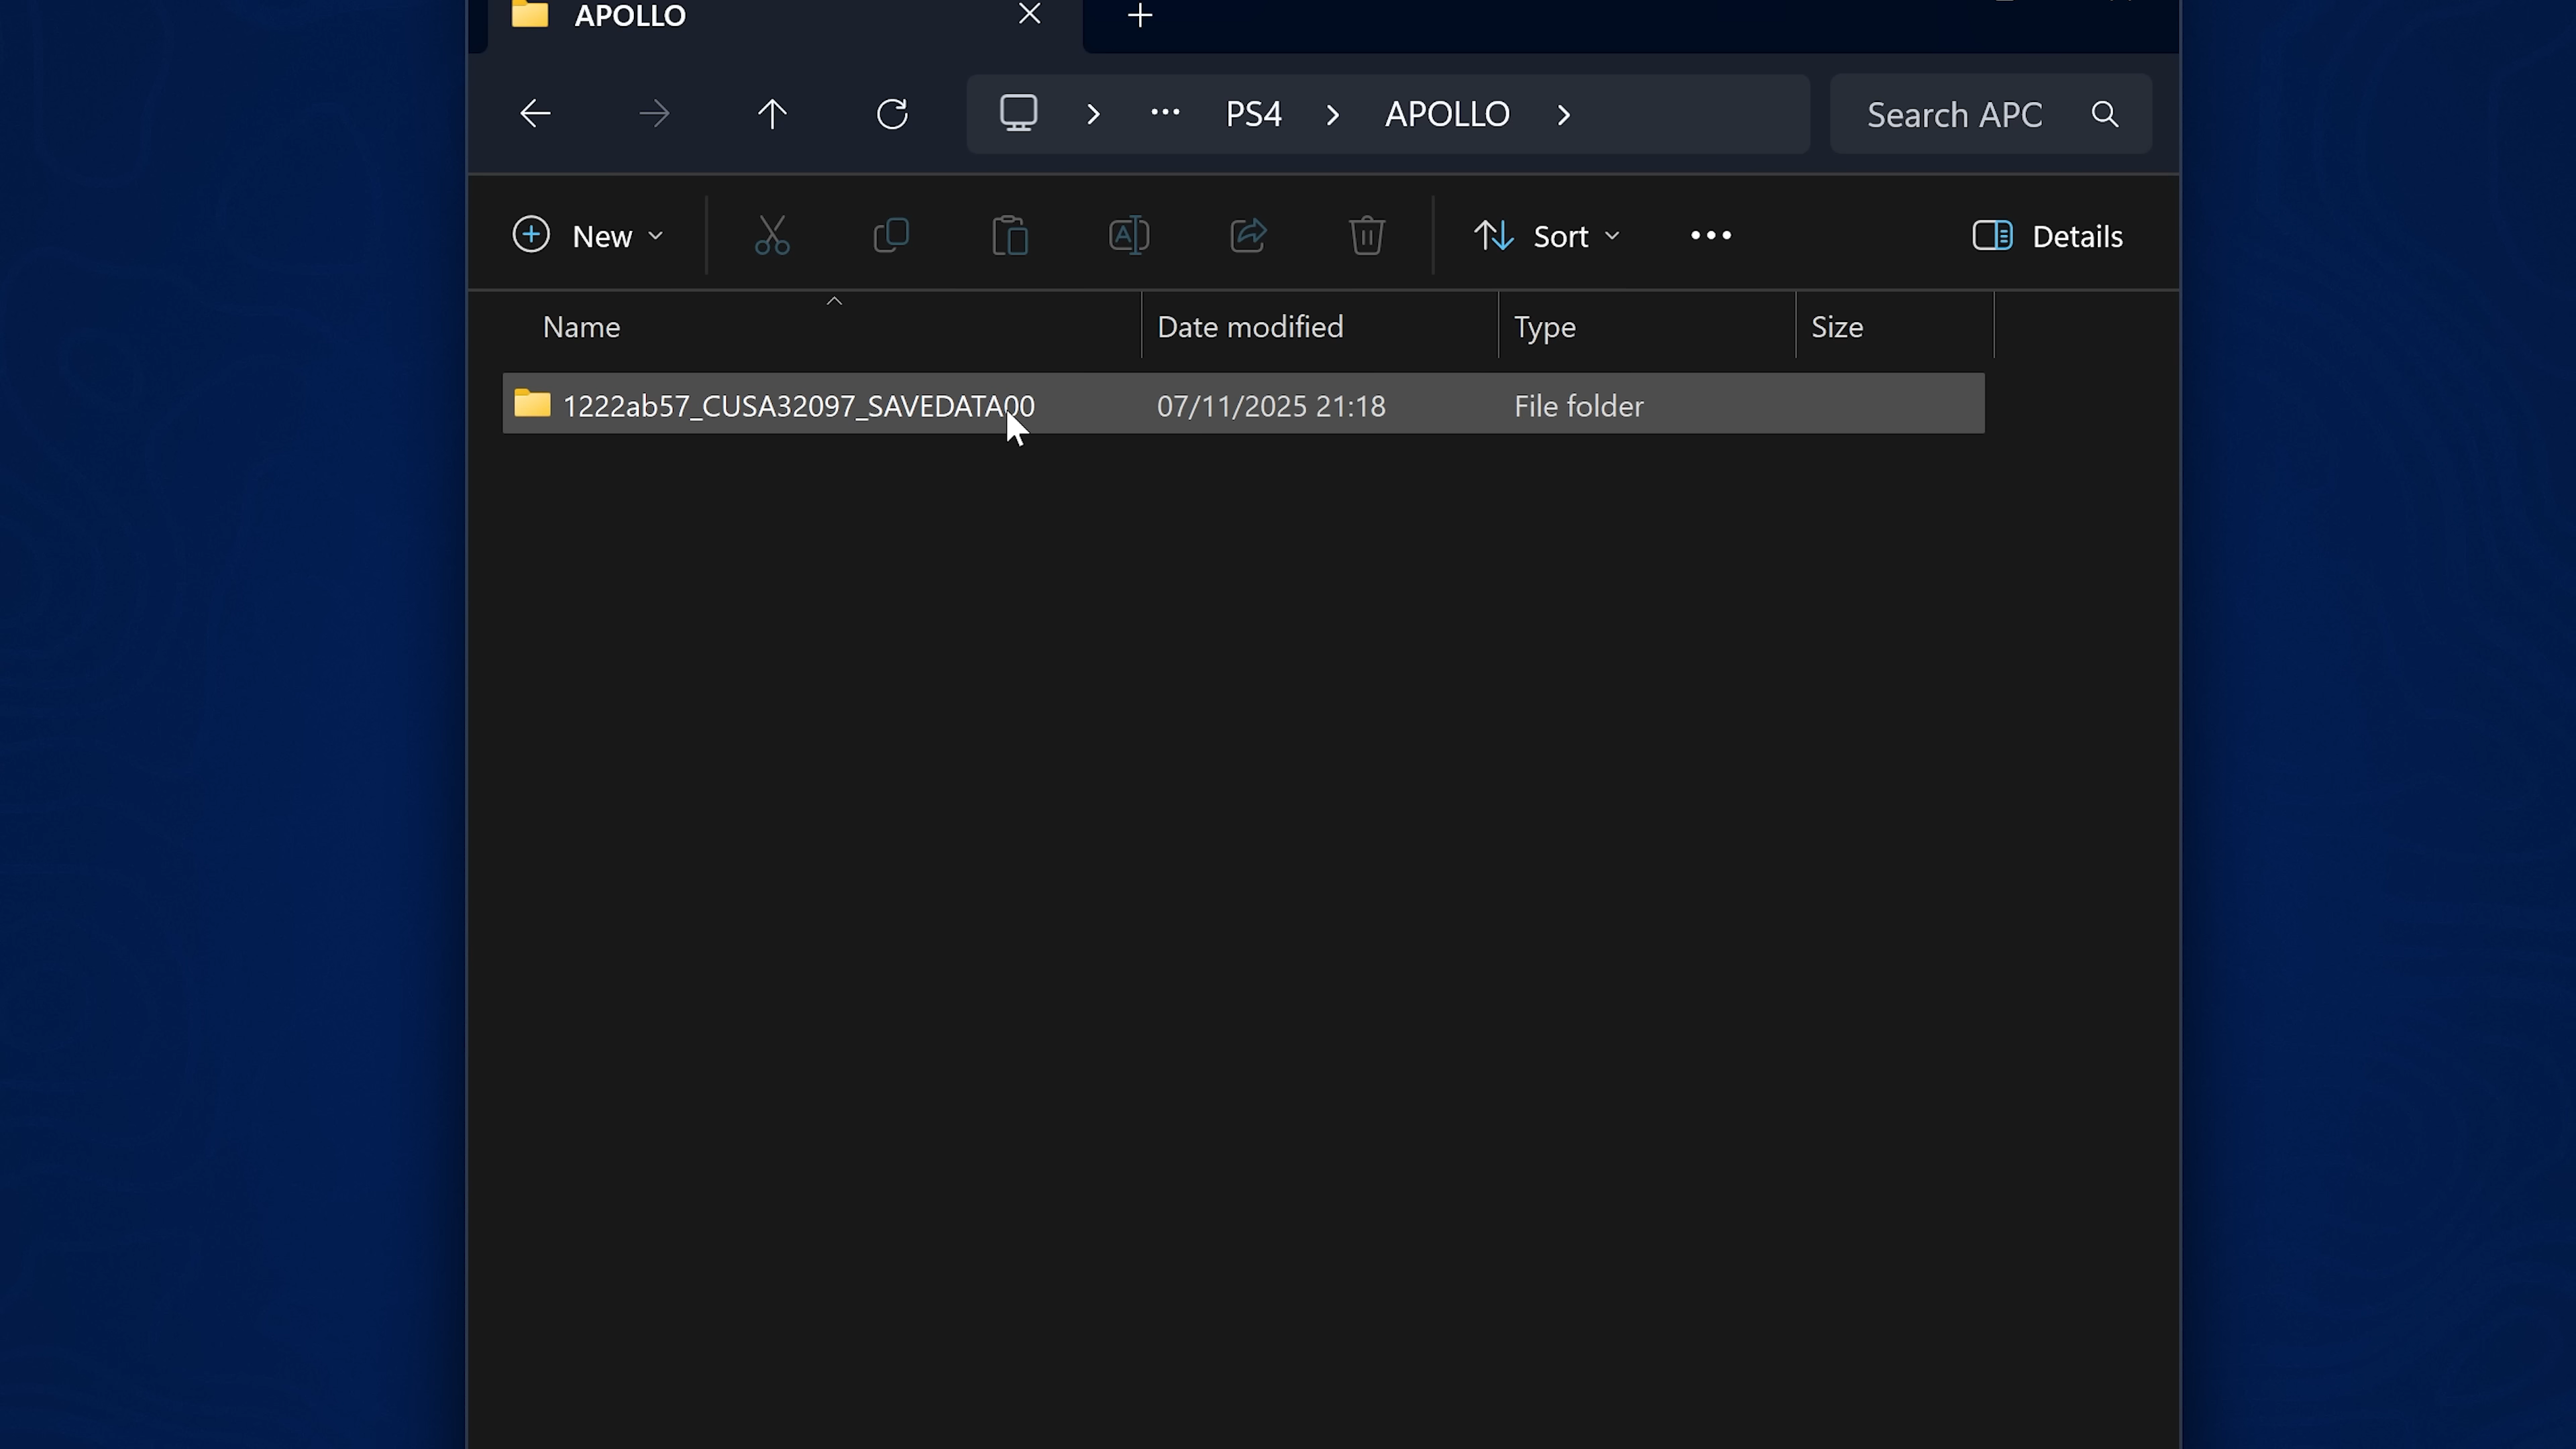 APOLLO
PS4 APOLLO
Search APC
New
Sort
Details
Name Date modified Type Size
1222ab57_CUSA32097_SAVEDATA00 07/11/2025 21:18 File folder